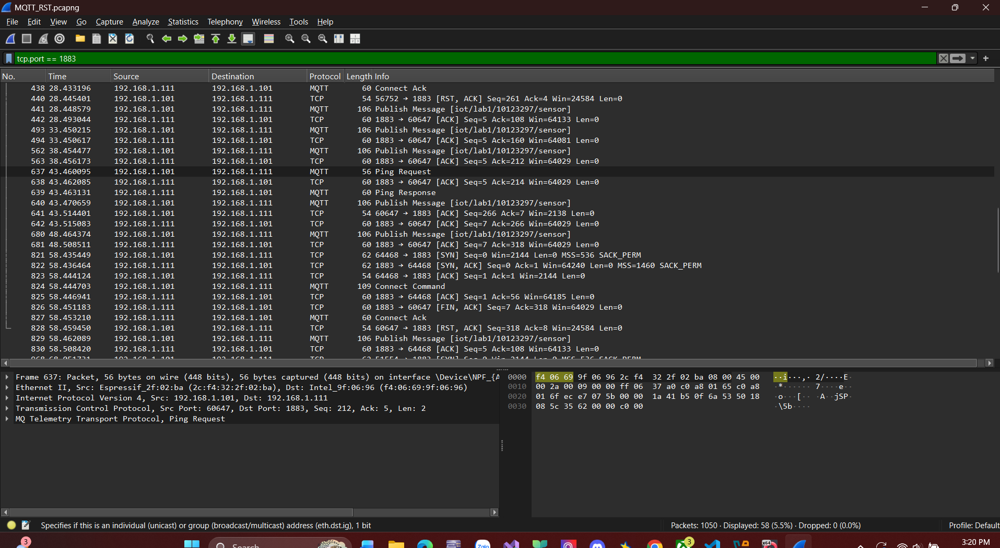 MQTT_RST.pcapng
File Edit View Go Capture Analyze Statistics Telephony Wireless Tools Help
tcp.port == 1883
No. Time Source Destination Protocol Length Info
438 28.433196 192.168.1.111 192.168.1.101 MQTT 60 Connect Ack
440 28.445401 192.168.1.101 192.168.1.111 TCP 54 56752 → 1883 [RST, ACK] Seq=261 Ack=4 Win=24584 Len=0
441 28.448579 192.168.1.101 192.168.1.111 MQTT 106 Publish Message [iot/lab1/10123297/sensor]
442 28.493044 192.168.1.111 192.168.1.101 TCP 60 1883 → 60647 [ACK] Seq=5 Ack=108 Win=64133 Len=0
493 33.450215 192.168.1.101 192.168.1.111 MQTT 106 Publish Message [iot/lab1/10123297/sensor]
494 33.450617 192.168.1.111 192.168.1.101 TCP 60 1883 → 60647 [ACK] Seq=5 Ack=160 Win=64081 Len=0
562 38.454477 192.168.1.101 192.168.1.111 MQTT 106 Publish Message [iot/lab1/10123297/sensor]
563 38.456173 192.168.1.111 192.168.1.101 TCP 60 1883 → 60647 [ACK] Seq=5 Ack=212 Win=64029 Len=0
637 43.460095 192.168.1.101 192.168.1.111 MQTT 56 Ping Request
638 43.462085 192.168.1.111 192.168.1.101 TCP 60 1883 → 60647 [ACK] Seq=5 Ack=214 Win=64029 Len=0
639 43.463131 192.168.1.111 192.168.1.101 MQTT 60 Ping Response
640 43.470659 192.168.1.101 192.168.1.111 MQTT 106 Publish Message [iot/lab1/10123297/sensor]
641 43.514401 192.168.1.101 192.168.1.111 TCP 54 60647 → 1883 [ACK] Seq=266 Ack=7 Win=2138 Len=0
642 43.515083 192.168.1.111 192.168.1.101 TCP 60 1883 → 60647 [ACK] Seq=7 Ack=266 Win=64029 Len=0
680 48.464374 192.168.1.101 192.168.1.111 MQTT 106 Publish Message [iot/lab1/10123297/sensor]
681 48.508511 192.168.1.111 192.168.1.101 TCP 60 1883 → 60647 [ACK] Seq=7 Ack=318 Win=64029 Len=0
821 58.435449 192.168.1.101 192.168.1.111 TCP 62 64468 → 1883 [SYN] Seq=0 Win=2144 Len=0 MSS=536 SACK_PERM
822 58.436464 192.168.1.111 192.168.1.101 TCP 62 1883 → 64468 [SYN, ACK] Seq=0 Ack=1 Win=64240 Len=0 MSS=1460 SACK_PERM
823 58.444124 192.168.1.101 192.168.1.111 TCP 54 64468 → 1883 [ACK] Seq=1 Ack=1 Win=2144 Len=0
824 58.444703 192.168.1.101 192.168.1.111 MQTT 109 Connect Command
825 58.446941 192.168.1.111 192.168.1.101 TCP 60 1883 → 64468 [ACK] Seq=1 Ack=56 Win=64185 Len=0
826 58.451183 192.168.1.111 192.168.1.101 TCP 60 1883 → 60647 [FIN, ACK] Seq=7 Ack=318 Win=64029 Len=0
827 58.453210 192.168.1.111 192.168.1.101 MQTT 60 Connect Ack
828 58.459450 192.168.1.101 192.168.1.111 TCP 54 60647 → 1883 [RST, ACK] Seq=318 Ack=8 Win=24584 Len=0
829 58.462089 192.168.1.101 192.168.1.111 MQTT 106 Publish Message [iot/lab1/10123297/sensor]
830 58.508420 192.168.1.111 192.168.1.101 TCP 60 1883 → 64468 [ACK] Seq=5 Ack=108 Win=64133 Len=0
Frame 637: Packet, 56 bytes on wire (448 bits), 56 bytes captured (448 bits) on interface \Device\NPF_{A
Ethernet II, Src: Espressif_2f:02:ba (2c:f4:32:2f:02:ba), Dst: Intel_9f:06:96 (f4:06:69:9f:06:96)
Internet Protocol Version 4, Src: 192.168.1.101, Dst: 192.168.1.111
Transmission Control Protocol, Src Port: 60647, Dst Port: 1883, Seq: 212, Ack: 5, Len: 2
MQ Telemetry Transport Protocol, Ping Request
0000 f4 06 69 9f 06 96 2c f4 32 2f 02 ba 08 00 45 00 ··i···,· 2/····E·
0010 00 2a 00 09 00 00 ff 06 37 a0 c0 a8 01 65 c0 a8 ·*······ 7····e··
0020 01 6f ec e7 07 5b 00 00 1a 41 b5 0f 6a 53 50 18 ·o···[·· ·A··jSP·
0030 08 5c 35 62 00 00 c0 00 ·\5b····
Specifies if this is an individual (unicast) or group (broadcast/multicast) address (eth.dst.ig), 1 bit
Packets: 1050 · Displayed: 58 (5.5%) · Dropped: 0 (0.0%)
Profile: Default
3
Search
Zalo
3
x64
3:20 PM